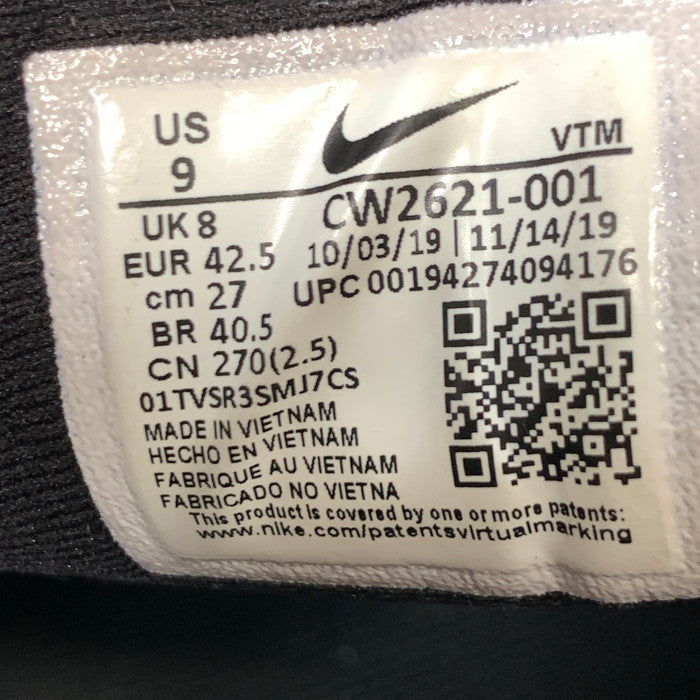 US
9
VTM
UK 8
CW2621-001
EUR 42.5
10/03/19 | 11/14/19
cm 27
UPC 00194274094176
BR 40.5
CN 270(2.5)
01TVSR3SMJ7CS
MADE IN VIETNAM
HECHO EN VIETNAM
FABRIQUE AU VIETNAM
FABRICADO NO VIETNA
This product is covered by one or more patents:
www.nike.com/patentsvirtualmarking